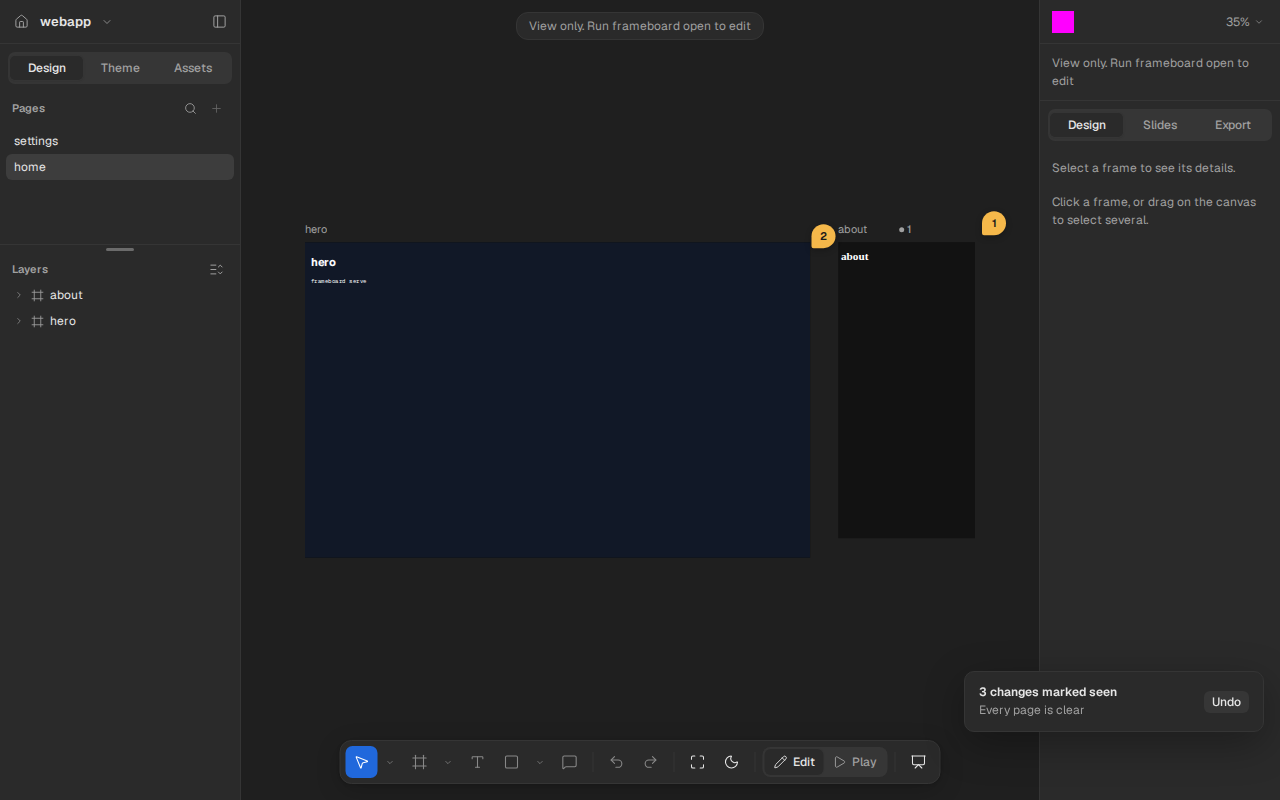 webapp
View only. Run frameboard open to edit
35%
Design
Theme
Assets
View only. Run frameboard open to
edit
Pages
Design
Slides
Export
settings
home
Select a frame to see its details.
Click a frame, or drag on the canvas
to select several.
Layers
about
hero
hero
2
about
1
1
hero
frameboard serve
about
3 changes marked seen
Every page is clear
Undo
Edit
Play